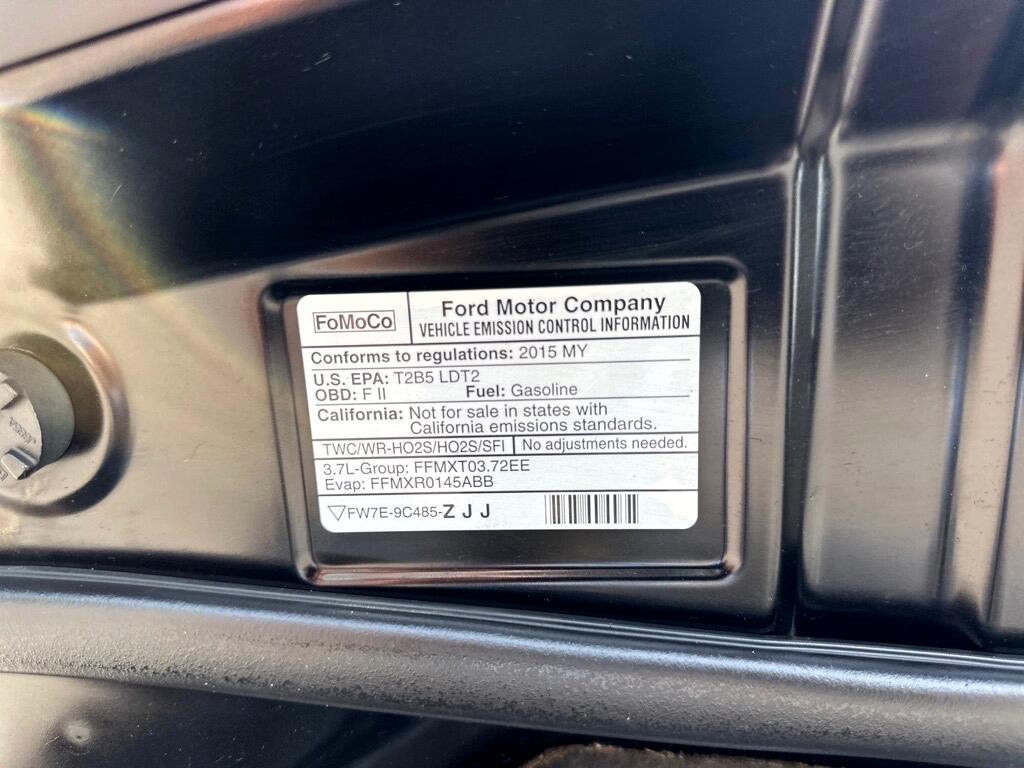 FoMoCo
Ford Motor Company
VEHICLE EMISSION CONTROL INFORMATION
Conforms to regulations: 2015 MY
U.S. EPA: T2B5 LDT2
OBD: F II Fuel: Gasoline
California: Not for sale in states with
California emissions standards.
TWC/WR-HO2S/HO2S/SFI No adjustments needed.
3.7L-Group: FFMXT03.72EE
Evap: FFMXR0145ABB
▽FW7E-9C485-Z J J